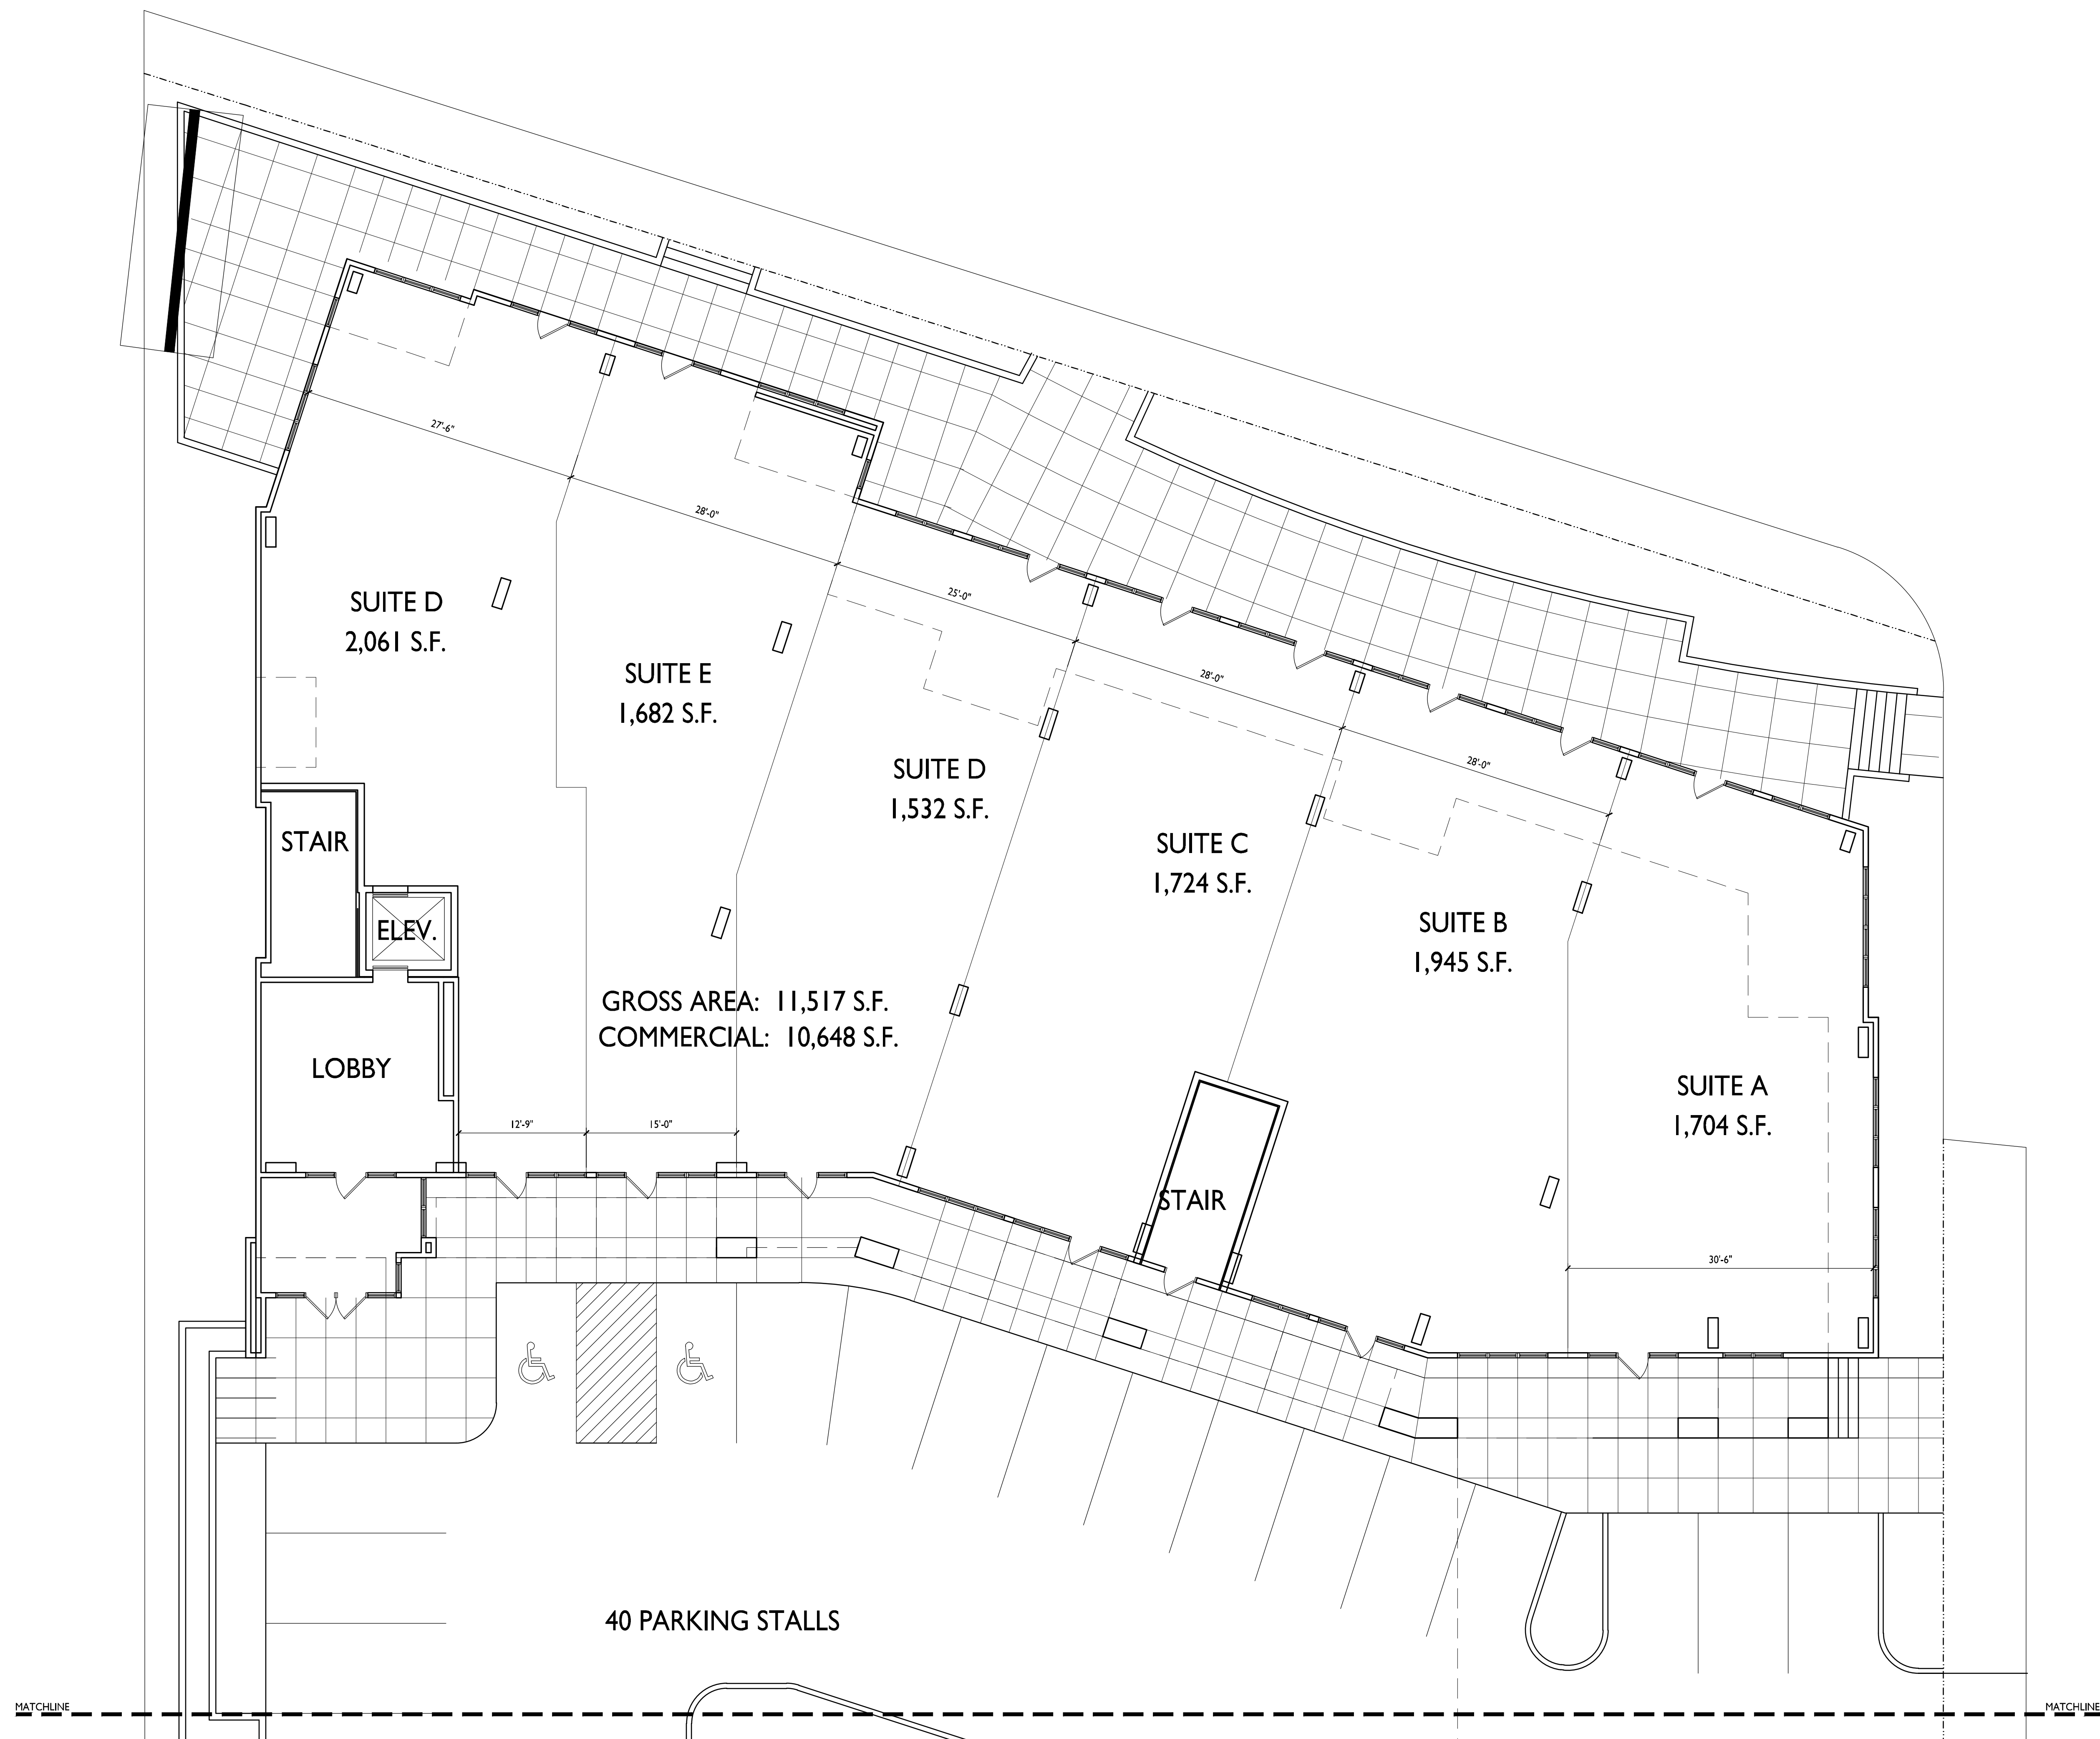 27'-6"
28'-0"
25'-0"
28'-0"
28'-0"
SUITE D
2,061 S.F.
SUITE E
1,682 S.F.
SUITE D
1,532 S.F.
SUITE C
1,724 S.F.
SUITE B
1,945 S.F.
SUITE A
1,704 S.F.
STAIR
ELEV.
GROSS AREA: 11,517 S.F.
COMMERCIAL: 10,648 S.F.
LOBBY
12'-9"
15'-0"
STAIR
30'-6"
40 PARKING STALLS
MATCHLINE
MATCHLINE